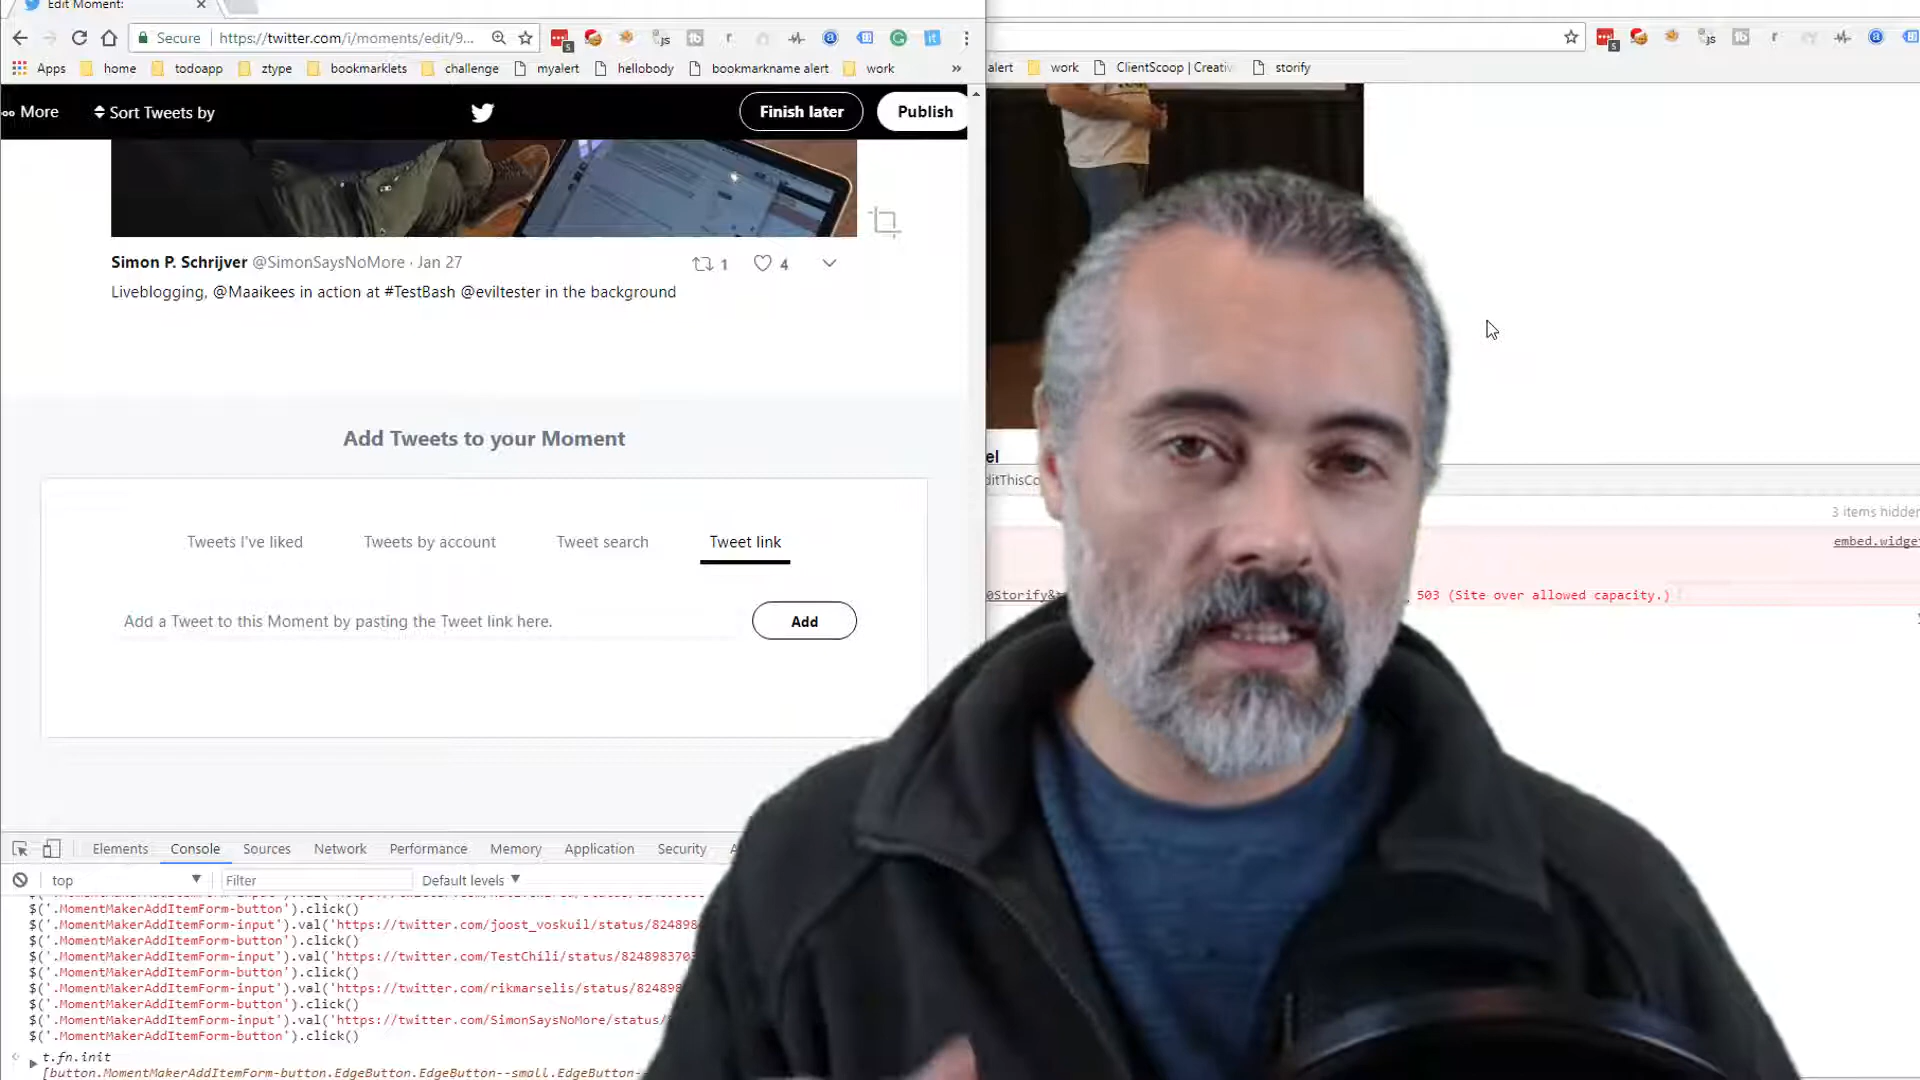 Edit Moment:
Secure https://twitter.com/i/moments/edit/9...
Apps home todoapp ztype bookmarklets challenge myalert hellobody bookmarkname alert work »
alert work ClientScoop | Creativ storify
More Sort Tweets by Finish later Publish
Simon P. Schrijver @SimonSaysNoMore · Jan 27 1 4
Liveblogging, @Maaikees in action at #TestBash @eviltester in the background
Add Tweets to your Moment
Tweets I've liked Tweets by account Tweet search Tweet link
Add a Tweet to this Moment by pasting the Tweet link here. Add
el
ditThisCo
3 items hidden
embed.widge
0Storify& 503 (Site over allowed capacity.)
Elements Console Sources Network Performance Memory Application Security
top Filter Default levels
$('.MomentMakerAddItemForm-button').click()
$('.MomentMakerAddItemForm-input').val('https://twitter.com/joost_voskuil/status/824898
$('.MomentMakerAddItemForm-button').click()
$('.MomentMakerAddItemForm-input').val('https://twitter.com/TestChili/status/824898370
$('.MomentMakerAddItemForm-button').click()
$('.MomentMakerAddItemForm-input').val('https://twitter.com/rikmarselis/status/824898
$('.MomentMakerAddItemForm-button').click()
$('.MomentMakerAddItemForm-input').val('https://twitter.com/SimonSaysNoMore/status/
$('.MomentMakerAddItemForm-button').click()
t.fn.init
[button.MomentMakerAddItemForm-button.EdgeButton.EdgeButton--small.EdgeButton-